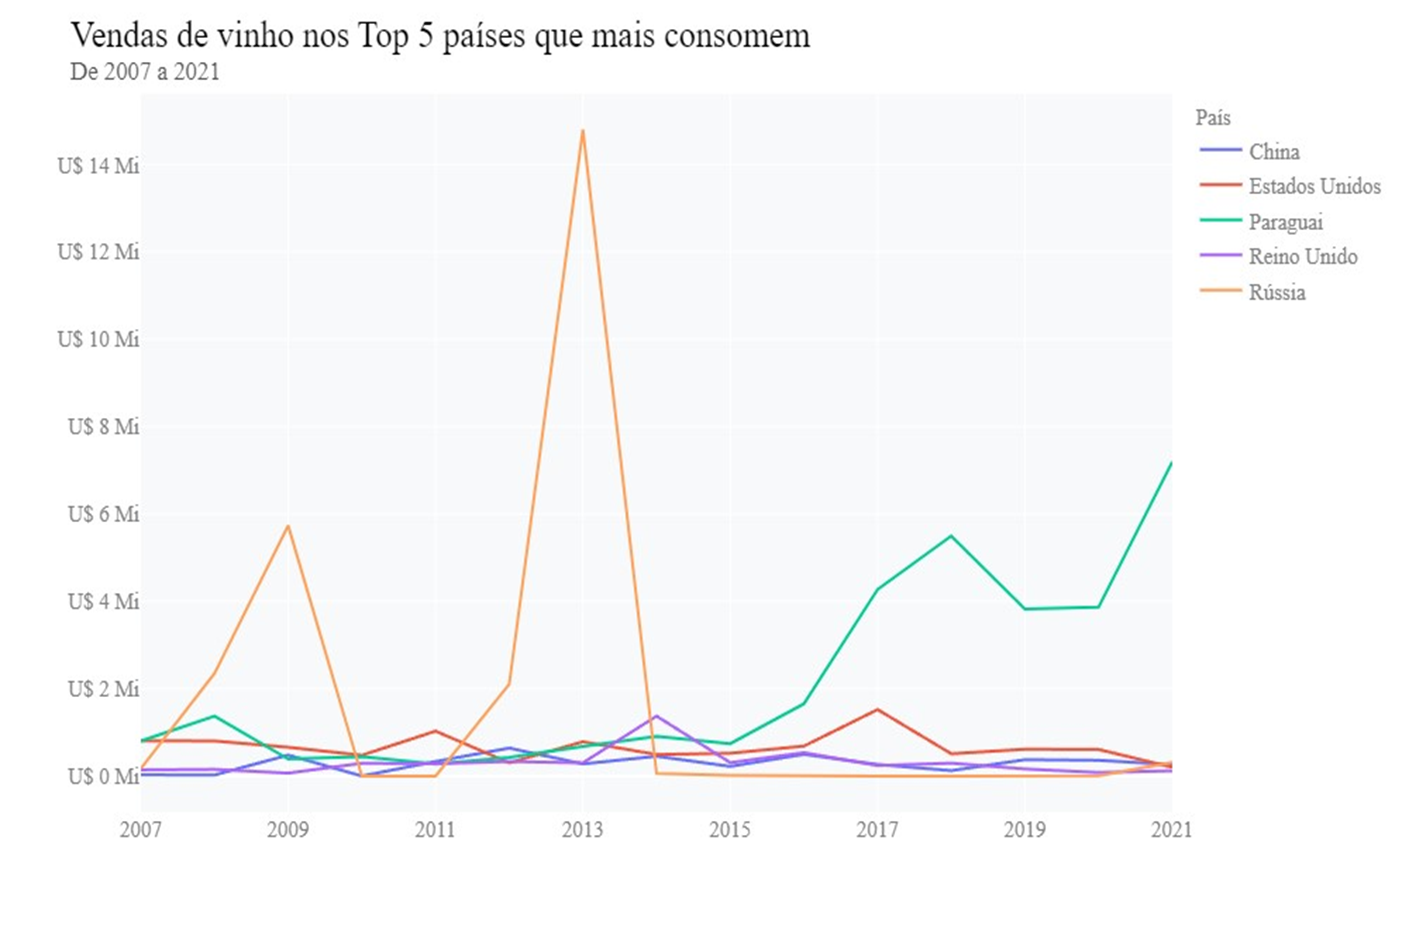 Vendas de vinho nos Top 5 países que mais consomem
De 2007 a 2021
País
China
Estados Unidos
Paraguai
Reino Unido
Rússia
U$ 14 Mi
U$ 12 Mi
U$ 10 Mi
U$ 8 Mi
U$ 6 Mi
U$ 4 Mi
U$ 2 Mi
U$ 0 Mi
2007 2009 2011 2013 2015 2017 2019 2021